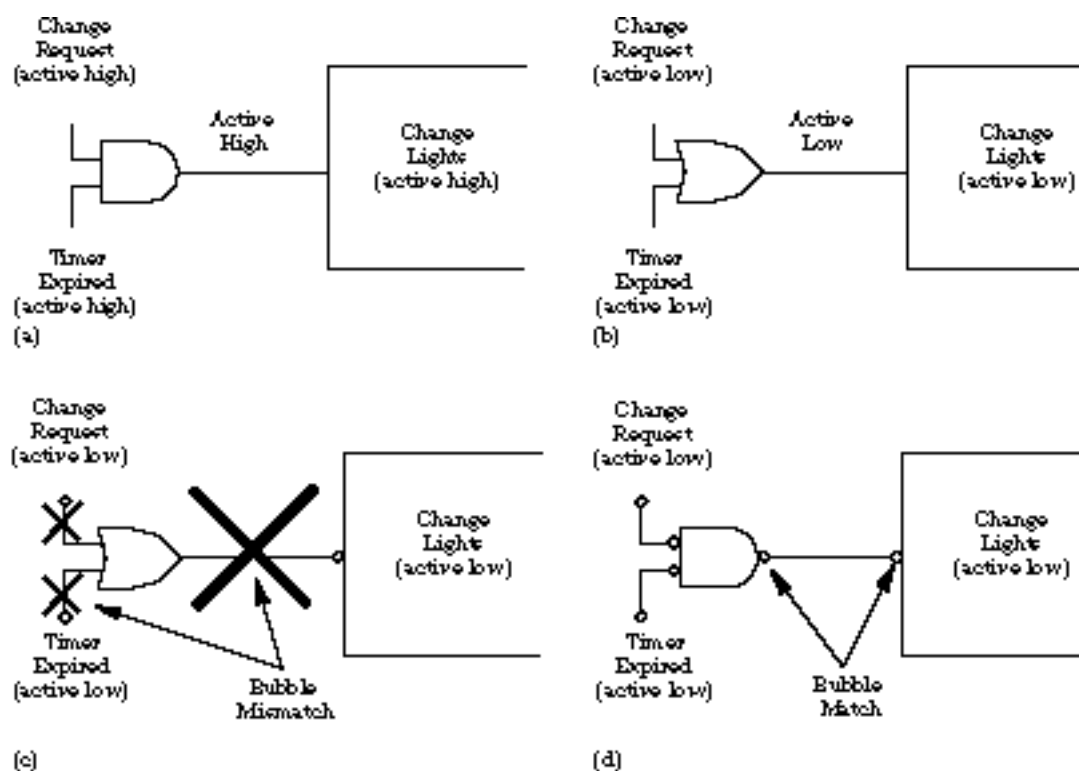 Change
Request
(active high)
Active
High
Change
Lights
(active high)
Timer
Expired
(active high)
(a)
Change
Request
(active low)
Active
Low
Change
Lights
(active low)
Timer
Expired
(active low)
(b)
Change
Request
(active low)
Change
Lights
(active low)
Timer
Expired
(active low)
Bubble
Mismatch
(c)
Change
Request
(active low)
Change
Lights
(active low)
Timer
Expired
(active low)
Bubble
Match
(d)